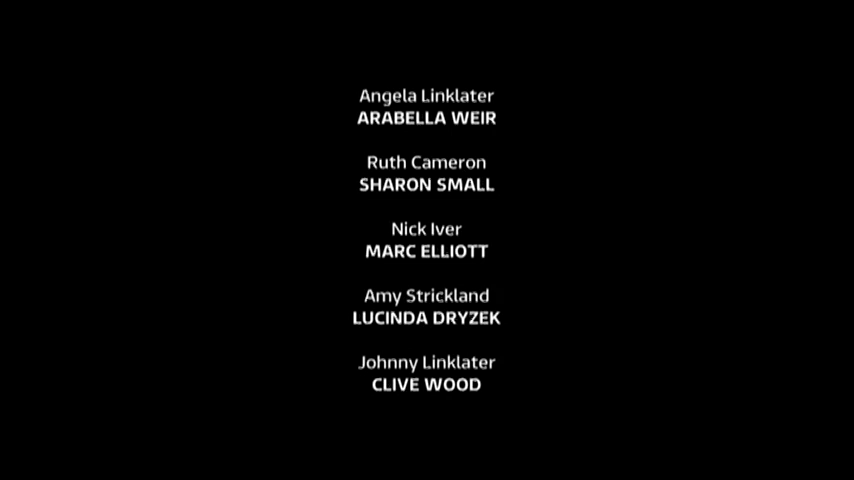 Angela Linklater
ARABELLA WEIR
Ruth Cameron
SHARON SMALL
Nick Iver
MARC ELLIOTT
Amy Strickland
LUCINDA DRYZEK
Johnny Linklater
CLIVE WOOD